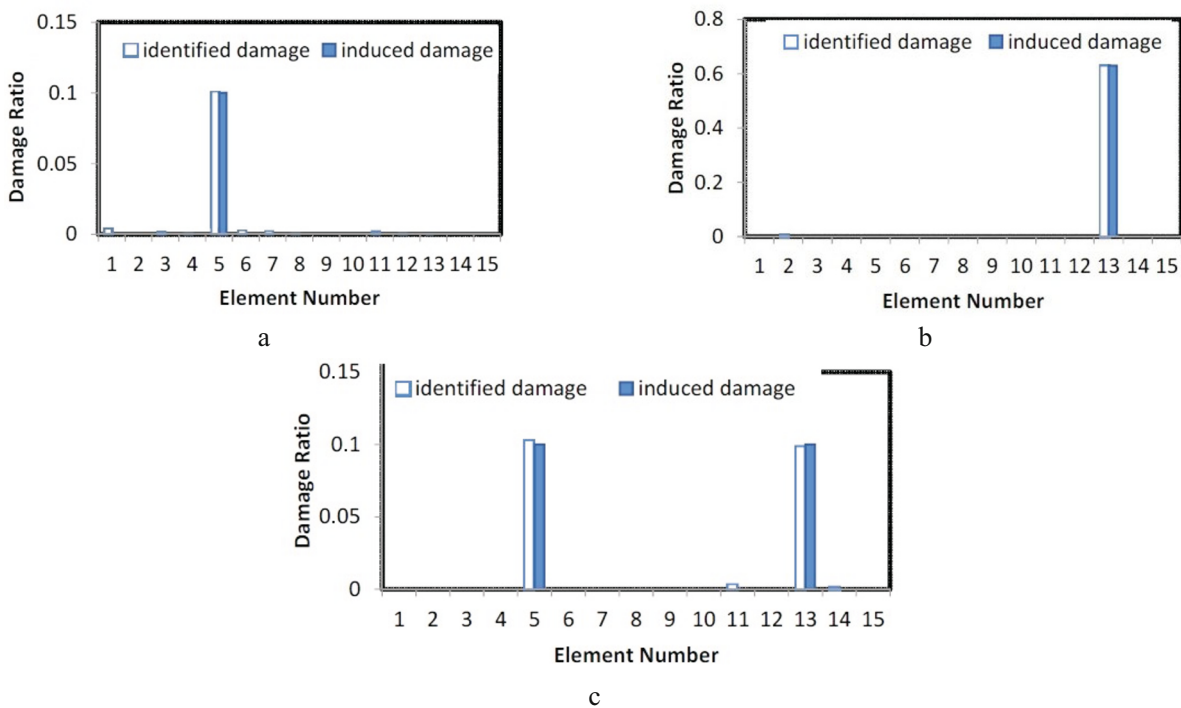 0.15
identified damage induced damage
0.1
0.05
0
Damage Ratio
1 2 3 4 5 6 7 8 9 10 11 12 13 14 15
Element Number
a
0.8
identified damage induced damage
0.6
0.4
0.2
0
Damage Ratio
1 2 3 4 5 6 7 8 9 10 11 12 13 14 15
Element Number
b
0.15
identified damage induced damage
0.1
0.05
0
Damage Ratio
1 2 3 4 5 6 7 8 9 10 11 12 13 14 15
Element Number
c